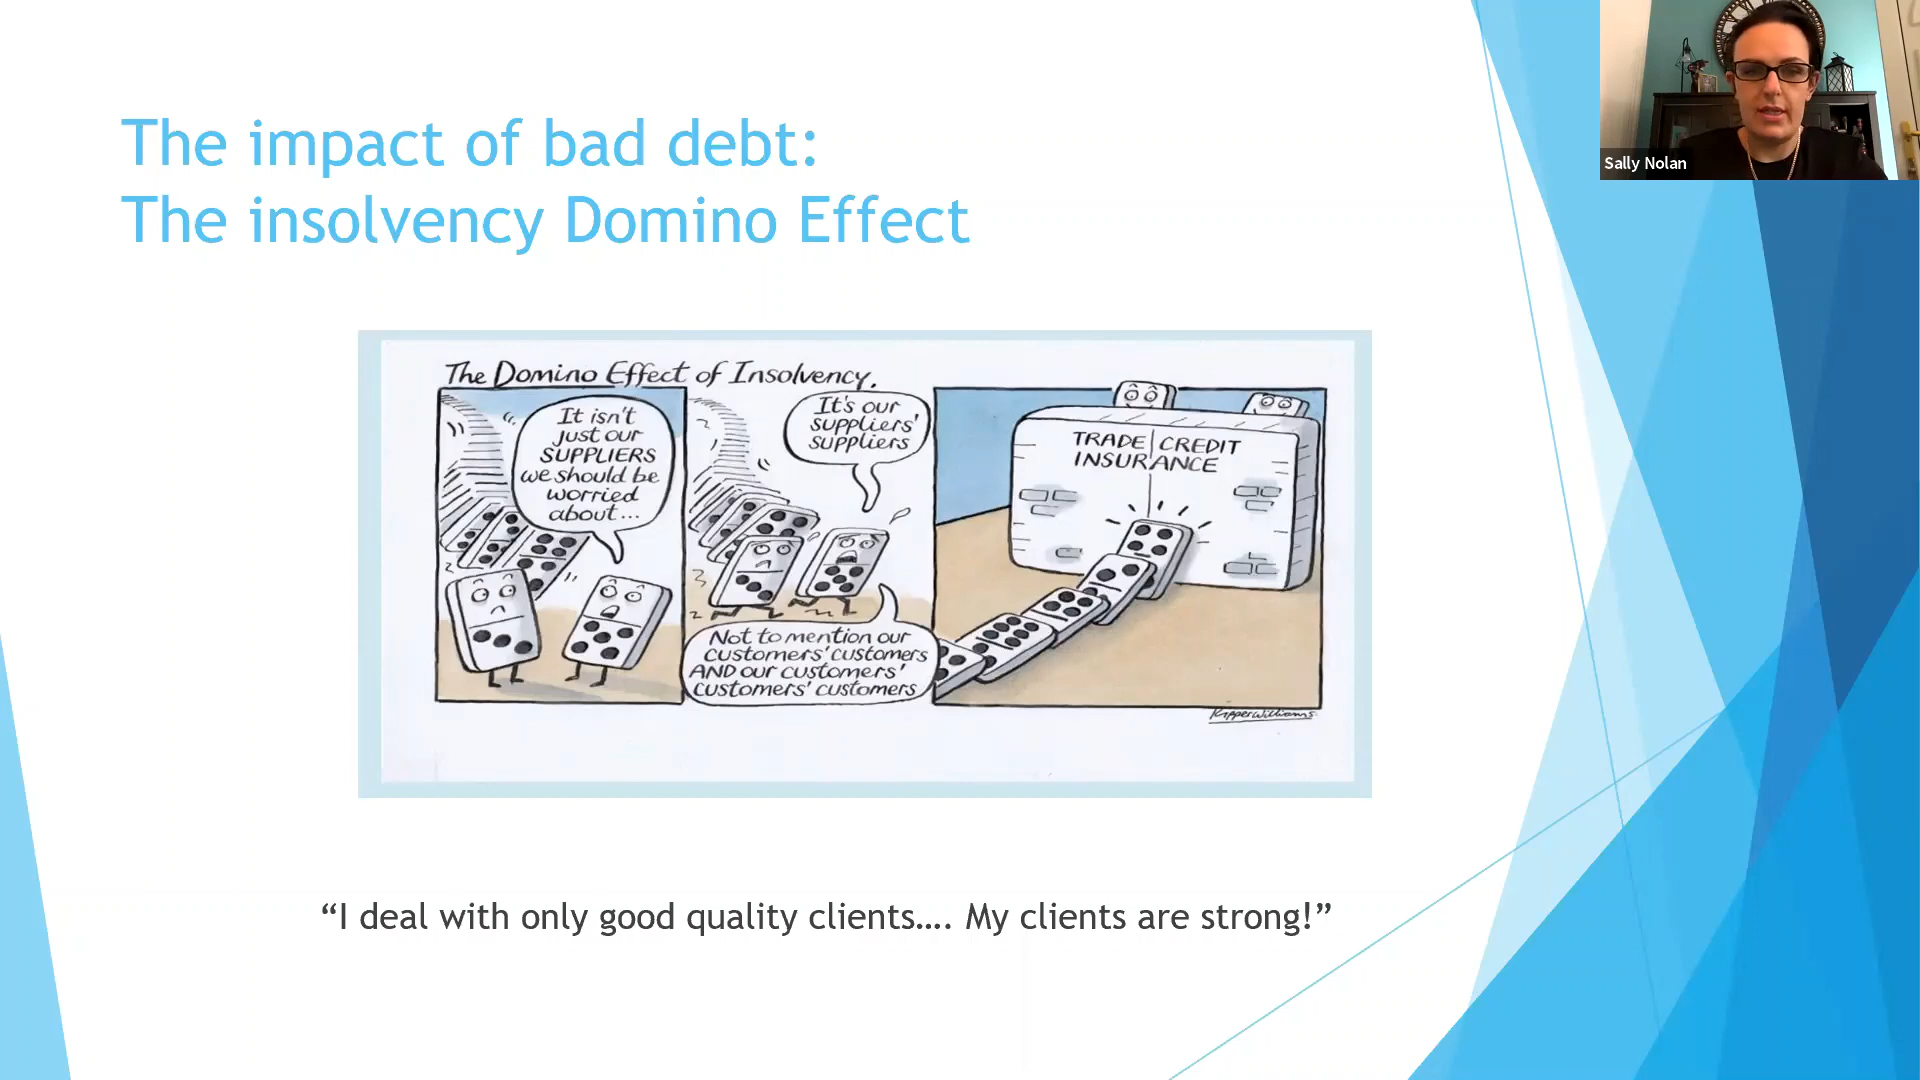 The impact of bad debt:
The insolvency Domino Effect
Sally Nolan
The Domino Effect of Insolvency.
It isn't
just our
SUPPLIERS
we should be
worried
about...
It's our
suppliers'
suppliers
Not to mention our
customers' customers
AND our customers'
customers' customers
TRADE CREDIT
INSURANCE
Kipper Williams
“I deal with only good quality clients…. My clients are strong!”